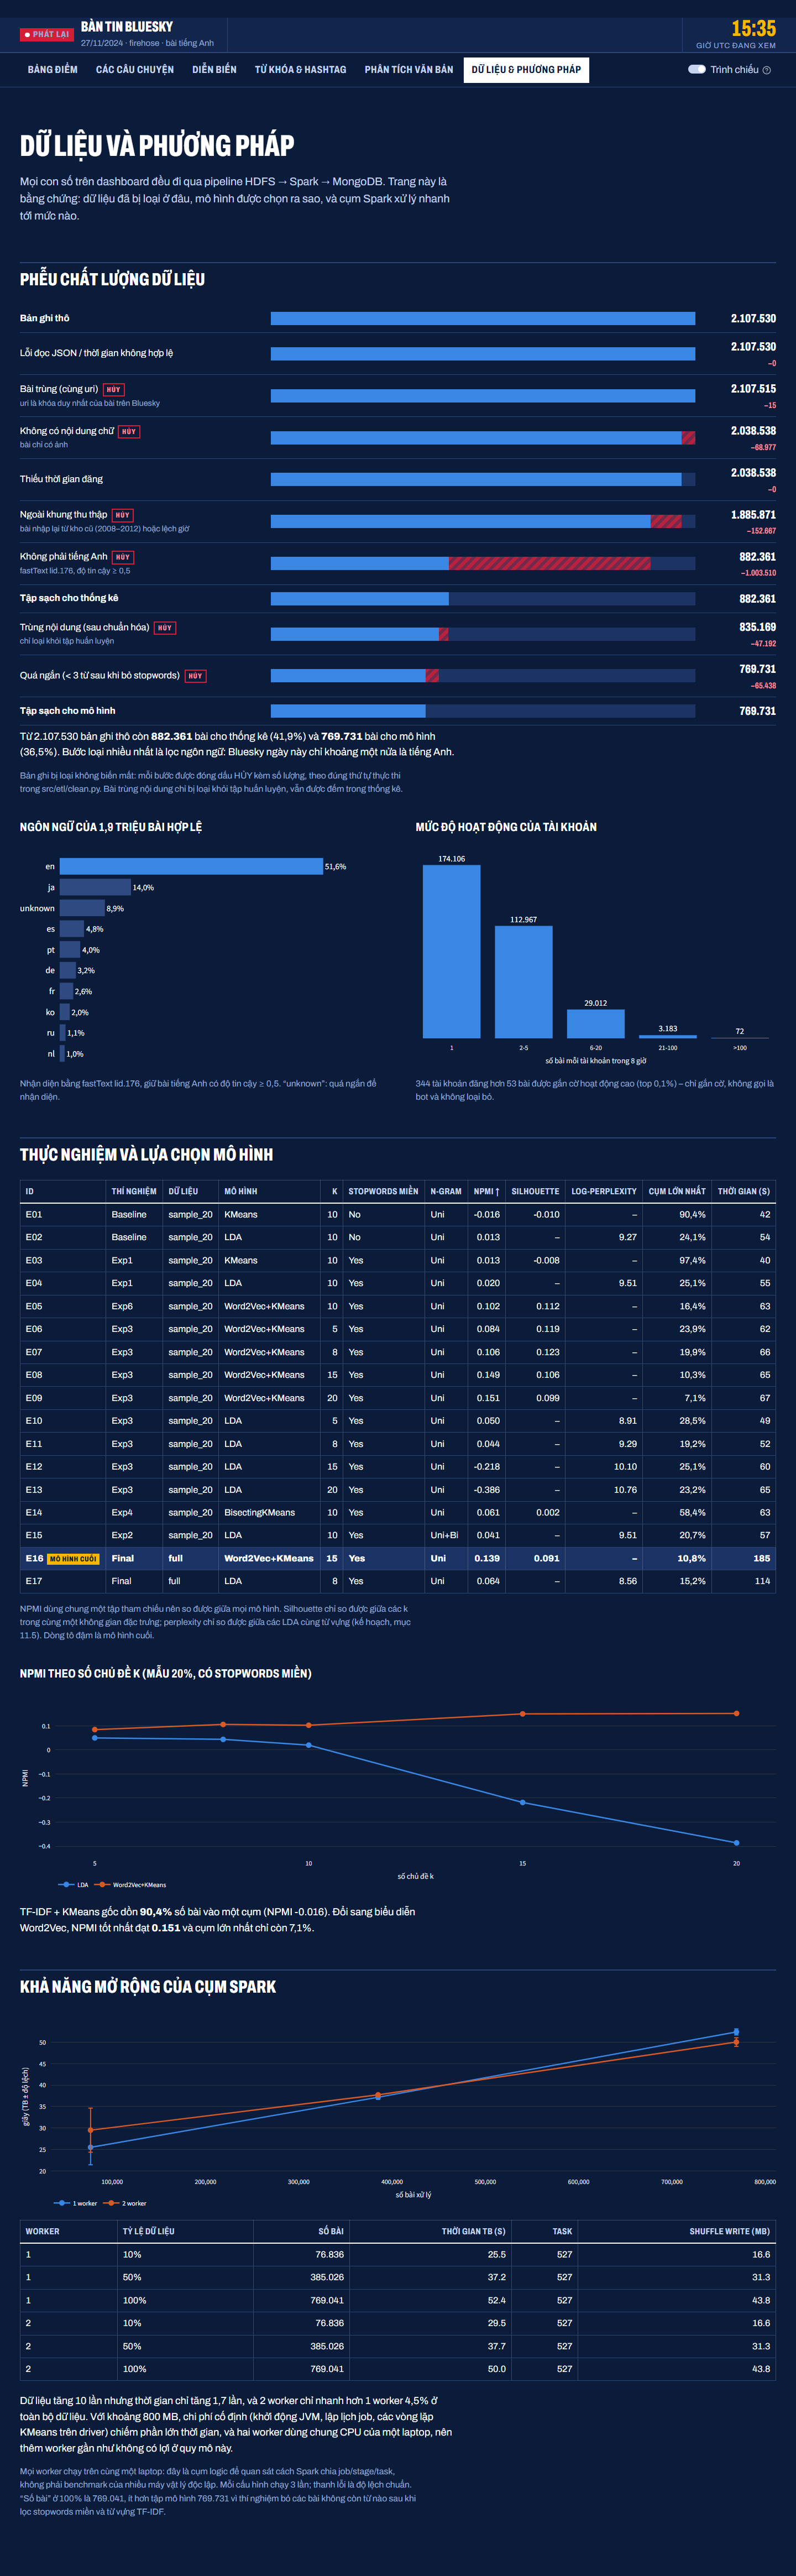 PHÁT LẠI
BẢN TIN BLUESKY
27/11/2024 · firehose · bài tiếng Anh
15:35
GIỜ UTC ĐANG XEM
BẢNG ĐIỂM CÁC CÂU CHUYỆN DIỄN BIẾN TỪ KHÓA & HASHTAG PHÂN TÍCH VĂN BẢN DỮ LIỆU & PHƯƠNG PHÁP Trình chiếu ?
DỮ LIỆU VÀ PHƯƠNG PHÁP
Mọi con số trên dashboard đều đi qua pipeline HDFS → Spark → MongoDB. Trang này là
bằng chứng: dữ liệu đã bị loại ở đâu, mô hình được chọn ra sao, và cụm Spark xử lý nhanh
tới mức nào.
PHỄU CHẤT LƯỢNG DỮ LIỆU
Bản ghi thô 2.107.530
Lỗi đọc JSON / thời gian không hợp lệ 2.107.530
−0
Bài trùng (cùng uri) HỦY 2.107.515
uri là khóa duy nhất của bài trên Bluesky −15
Không có nội dung chữ HỦY 2.038.538
bài chỉ có ảnh −68.977
Thiếu thời gian đăng 2.038.538
−0
Ngoài khung thu thập HỦY 1.885.871
bài nhập lại từ kho cũ (2008–2012) hoặc lệch giờ −152.667
Không phải tiếng Anh HỦY 882.361
fastText lid.176, độ tin cậy ≥ 0,5 −1.003.510
Tập sạch cho thống kê 882.361
Trùng nội dung (sau chuẩn hóa) HỦY 835.169
chỉ loại khỏi tập huấn luyện −47.192
Quá ngắn (< 3 từ sau khi bỏ stopwords) HỦY 769.731
−65.438
Tập sạch cho mô hình 769.731
Từ 2.107.530 bản ghi thô còn 882.361 bài cho thống kê (41,9%) và 769.731 bài cho mô hình
(36,5%). Bước loại nhiều nhất là lọc ngôn ngữ: Bluesky ngày này chỉ khoảng một nửa là tiếng Anh.
Bản ghi bị loại không biến mất: mỗi bước được đóng dấu HỦY kèm số lượng, theo đúng thứ tự thực thi
trong src/etl/clean.py. Bài trùng nội dung chỉ bị loại khỏi tập huấn luyện, vẫn được đếm trong thống kê.
NGÔN NGỮ CỦA 1,9 TRIỆU BÀI HỢP LỆ
en 51,6%
ja 14,0%
unknown 8,9%
es 4,8%
pt 4,0%
de 3,2%
fr 2,6%
ko 2,0%
ru 1,1%
nl 1,0%
Nhận diện bằng fastText lid.176, giữ bài tiếng Anh có độ tin cậy ≥ 0,5. “unknown”: quá ngắn để
nhận diện.
MỨC ĐỘ HOẠT ĐỘNG CỦA TÀI KHOẢN
174.106
112.967
29.012
3.183
72
1 2-5 6-20 21-100 >100
số bài mỗi tài khoản trong 8 giờ
344 tài khoản đăng hơn 53 bài được gắn cờ hoạt động cao (top 0,1%) – chỉ gắn cờ, không gọi là
bot và không loại bỏ.
THỰC NGHIỆM VÀ LỰA CHỌN MÔ HÌNH
ID THÍ NGHIỆM DỮ LIỆU MÔ HÌNH K STOPWORDS MIỀN N-GRAM NPMI ↑ SILHOUETTE LOG-PERPLEXITY CỤM LỚN NHẤT THỜI GIAN (S)
E01 Baseline sample_20 KMeans 10 No Uni -0.016 -0.010 – 90,4% 42
E02 Baseline sample_20 LDA 10 No Uni 0.013 – 9.27 24,1% 54
E03 Exp1 sample_20 KMeans 10 Yes Uni 0.013 -0.008 – 97,4% 40
E04 Exp1 sample_20 LDA 10 Yes Uni 0.020 – 9.51 25,1% 55
E05 Exp6 sample_20 Word2Vec+KMeans 10 Yes Uni 0.102 0.112 – 16,4% 63
E06 Exp3 sample_20 Word2Vec+KMeans 5 Yes Uni 0.084 0.119 – 23,9% 62
E07 Exp3 sample_20 Word2Vec+KMeans 8 Yes Uni 0.106 0.123 – 19,9% 66
E08 Exp3 sample_20 Word2Vec+KMeans 15 Yes Uni 0.149 0.106 – 10,3% 65
E09 Exp3 sample_20 Word2Vec+KMeans 20 Yes Uni 0.151 0.099 – 7,1% 67
E10 Exp3 sample_20 LDA 5 Yes Uni 0.050 – 8.91 28,5% 49
E11 Exp3 sample_20 LDA 8 Yes Uni 0.044 – 9.29 19,2% 52
E12 Exp3 sample_20 LDA 15 Yes Uni -0.218 – 10.10 25,1% 60
E13 Exp3 sample_20 LDA 20 Yes Uni -0.386 – 10.76 23,2% 65
E14 Exp4 sample_20 BisectingKMeans 10 Yes Uni 0.061 0.002 – 58,4% 63
E15 Exp2 sample_20 LDA 10 Yes Uni+Bi 0.041 – 9.51 20,7% 57
E16 MÔ HÌNH CUỐI Final full Word2Vec+KMeans 15 Yes Uni 0.139 0.091 – 10,8% 185
E17 Final full LDA 8 Yes Uni 0.064 – 8.56 15,2% 114
NPMI dùng chung một tập tham chiếu nên so được giữa mọi mô hình. Silhouette chỉ so được giữa các k
trong cùng một không gian đặc trưng; perplexity chỉ so được giữa các LDA cùng từ vựng (kế hoạch, mục
11.5). Dòng tô đậm là mô hình cuối.
NPMI THEO SỐ CHỦ ĐỀ K (MẪU 20%, CÓ STOPWORDS MIỀN)
NPMI
0.1
0
−0.1
−0.2
−0.3
−0.4
5 10 15 20
số chủ đề k
LDA Word2Vec+KMeans
TF-IDF + KMeans gốc dồn 90,4% số bài vào một cụm (NPMI -0.016). Đổi sang biểu diễn
Word2Vec, NPMI tốt nhất đạt 0.151 và cụm lớn nhất chỉ còn 7,1%.
KHẢ NĂNG MỞ RỘNG CỦA CỤM SPARK
giây (TB ± độ lệch)
50
45
40
35
30
25
20
100,000 200,000 300,000 400,000 500,000 600,000 700,000 800,000
số bài xử lý
1 worker 2 worker
WORKER TỶ LỆ DỮ LIỆU SỐ BÀI THỜI GIAN TB (S) TASK SHUFFLE WRITE (MB)
1 10% 76.836 25.5 527 16.6
1 50% 385.026 37.2 527 31.3
1 100% 769.041 52.4 527 43.8
2 10% 76.836 29.5 527 16.6
2 50% 385.026 37.7 527 31.3
2 100% 769.041 50.0 527 43.8
Dữ liệu tăng 10 lần nhưng thời gian chỉ tăng 1,7 lần, và 2 worker chỉ nhanh hơn 1 worker 4,5% ở
toàn bộ dữ liệu. Với khoảng 800 MB, chi phí cố định (khởi động JVM, lập lịch job, các vòng lặp
KMeans trên driver) chiếm phần lớn thời gian, và hai worker dùng chung CPU của một laptop, nên
thêm worker gần như không có lợi ở quy mô này.
Mọi worker chạy trên cùng một laptop: đây là cụm logic để quan sát cách Spark chia job/stage/task,
không phải benchmark của nhiều máy vật lý độc lập. Mỗi cấu hình chạy 3 lần; thanh lỗi là độ lệch chuẩn.
“Số bài” ở 100% là 769.041, ít hơn tập mô hình 769.731 vì thí nghiệm bỏ các bài không còn từ nào sau khi
lọc stopwords miền và từ vựng TF-IDF.